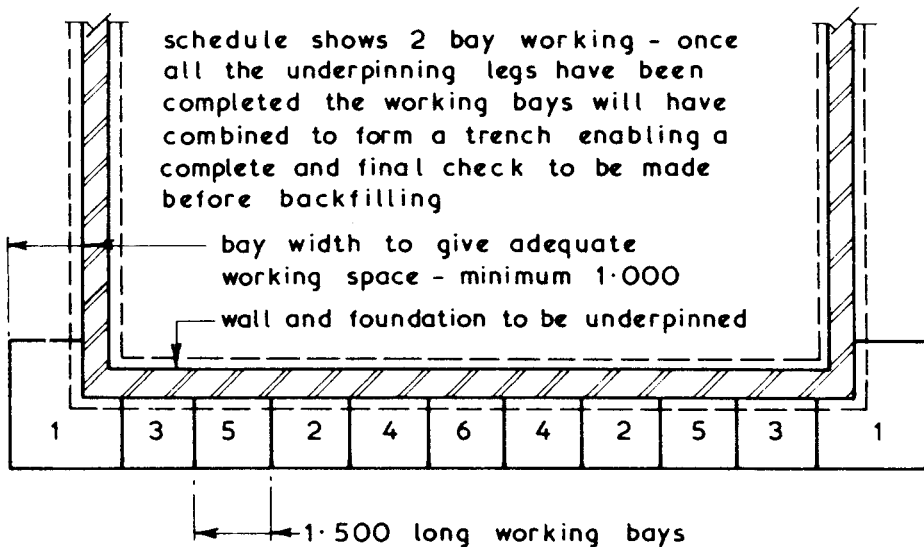 schedule shows 2 bay working - once
all the underpinning legs have been
completed the working bays will have
combined to form a trench enabling a
complete and final check to be made
before backfilling
bay width to give adequate
working space - minimum 1·000
wall and foundation to be underpinned
1 3 5 2 4 6 4 2 5 3 1
1·500 long working bays